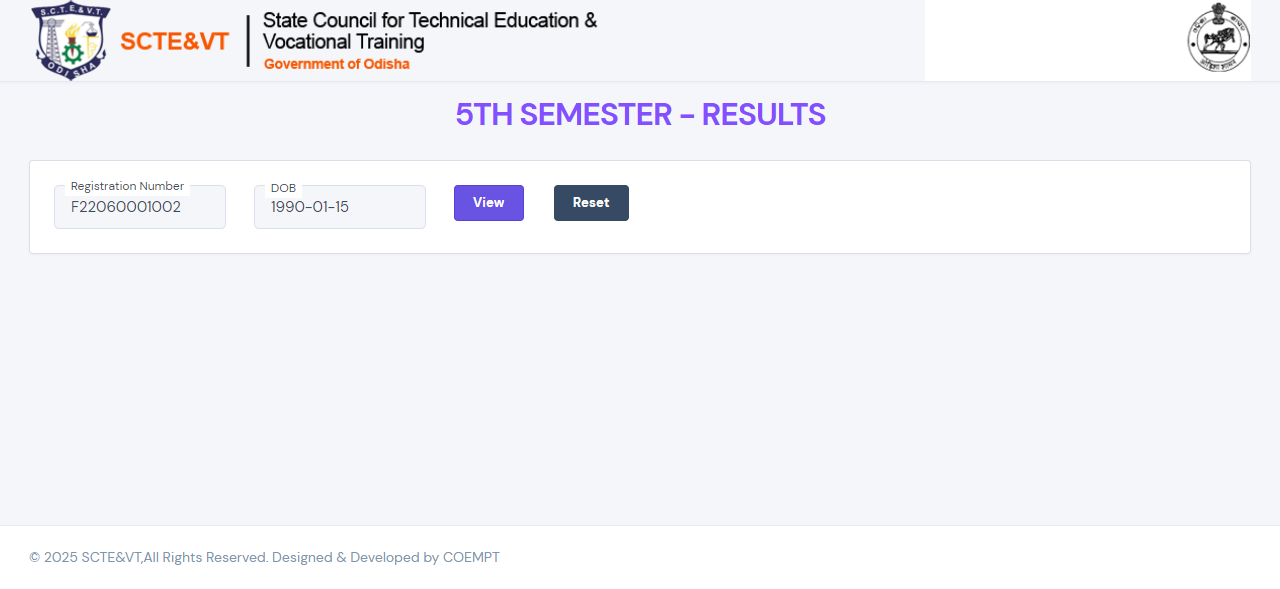 S.C.T.E.& V.T.
ODISHA
SCTE&VT
State Council for Technical Education &
Vocational Training
Government of Odisha
5TH SEMESTER - RESULTS
Registration Number
F22060001002
DOB
1990-01-15
View
Reset
© 2025 SCTE&VT,All Rights Reserved. Designed & Developed by COEMPT